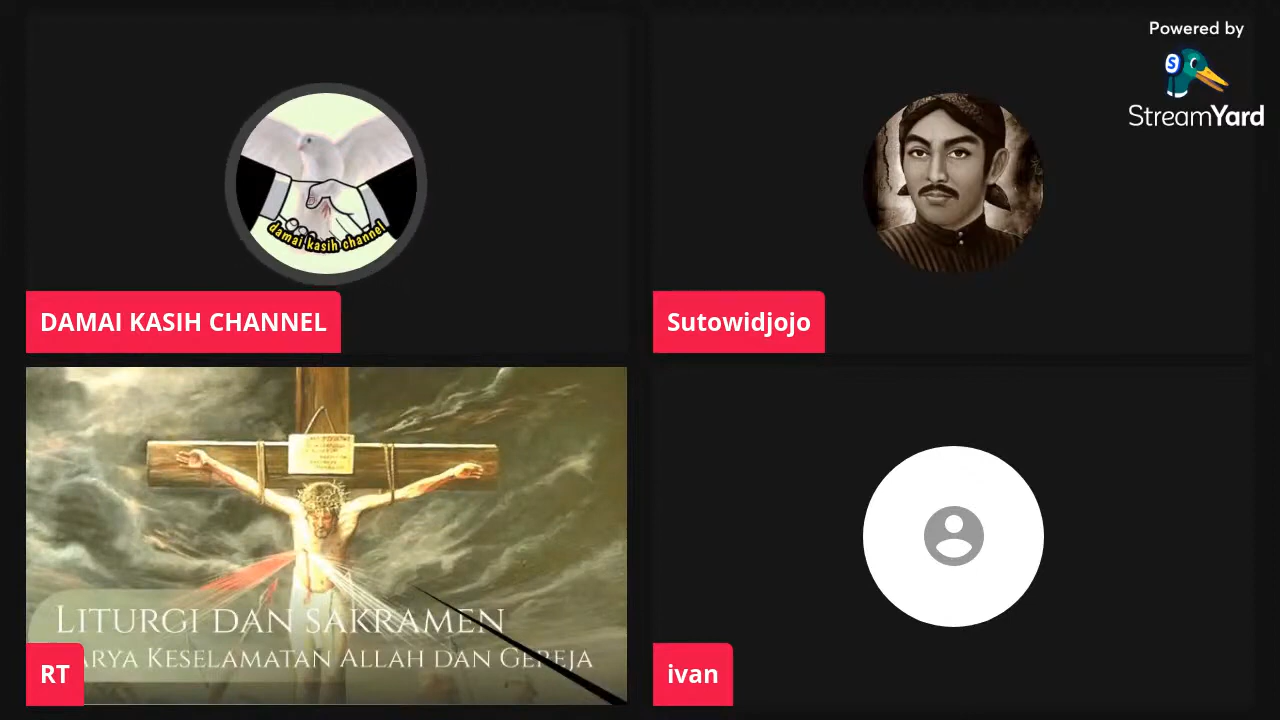 Powered by
StreamYard
damai kasih channel
DAMAI KASIH CHANNEL
Sutowidjojo
LITURGI DAN SAKRAMEN
ARYA KESELAMATAN ALLAH DAN GEREJA
RT
ivan